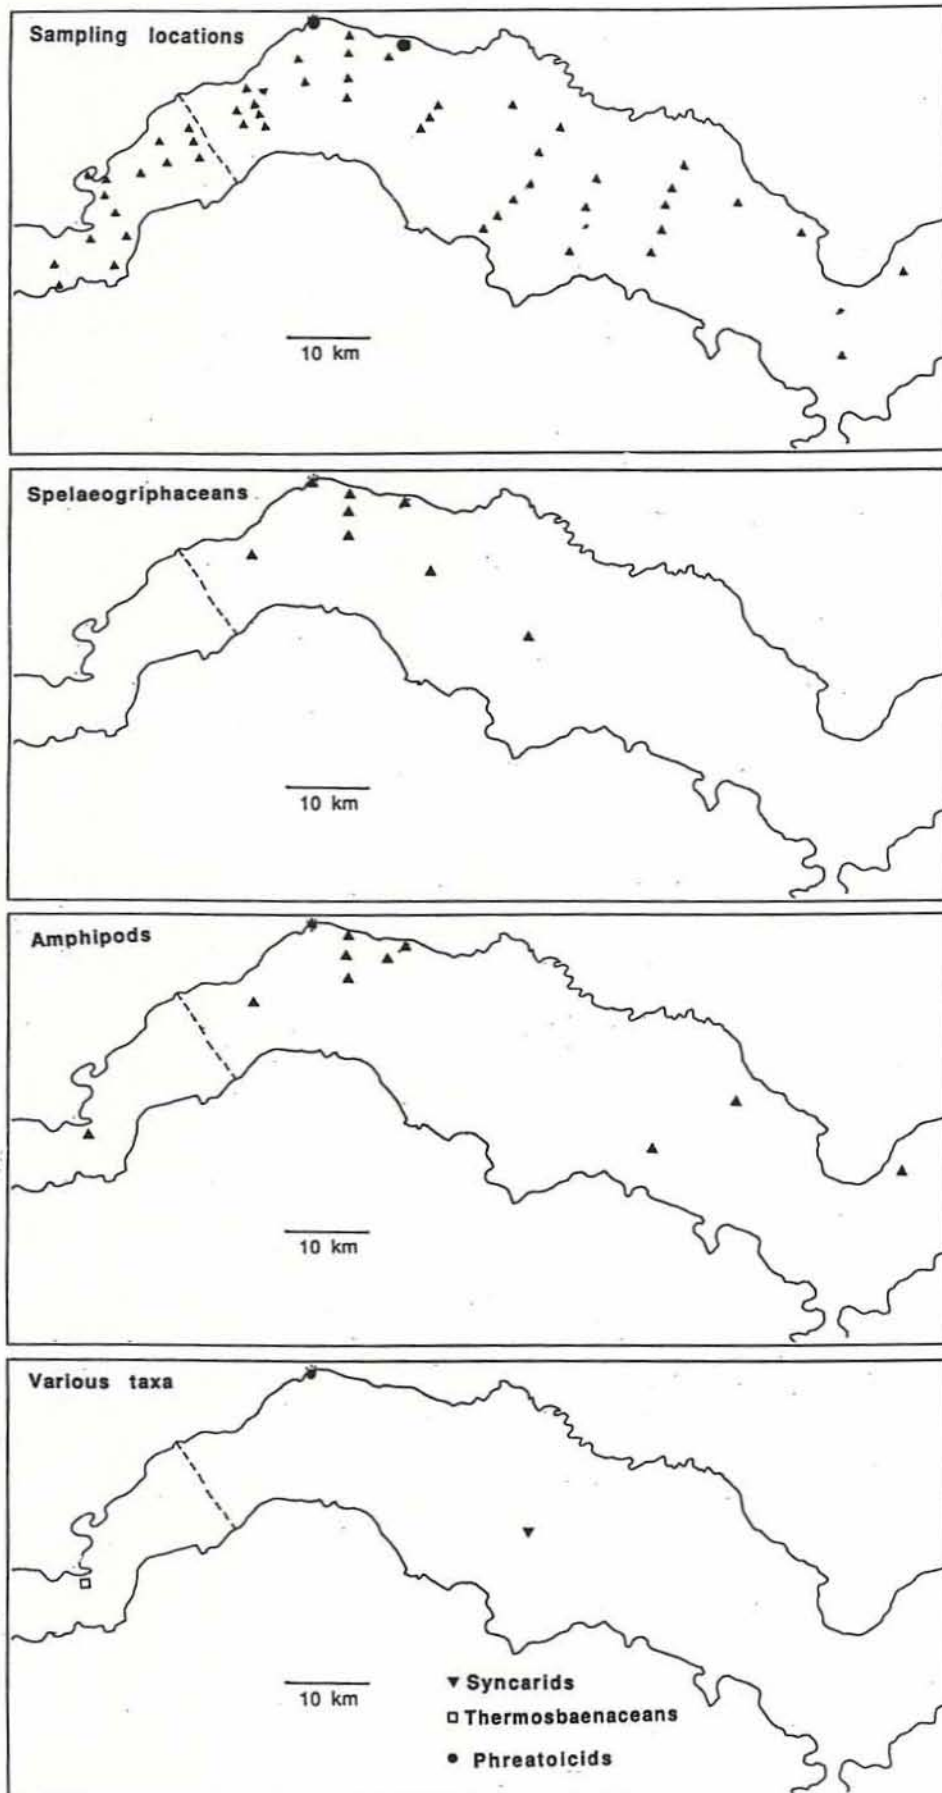 Sampling locations
10 km
Spelaeogriphaceans
10 km
Amphipods
10 km
Various taxa
10 km
Syncarids
Thermosbaenaceans
Phreatoicids